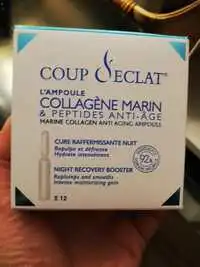 COUP D'ECLAT®
L'AMPOULE
COLLAGÈNE MARIN
& PEPTIDES ANTI-ÂGE
MARINE COLLAGEN ANTI AGING AMPOULE
CURE RAFFERMISSANTE NUIT
Repulpe et défroisse
Hydrate intensément
92%
NIGHT RECOVERY BOOSTER
Replumps and smooths
Intense moisturizing gain
X 12